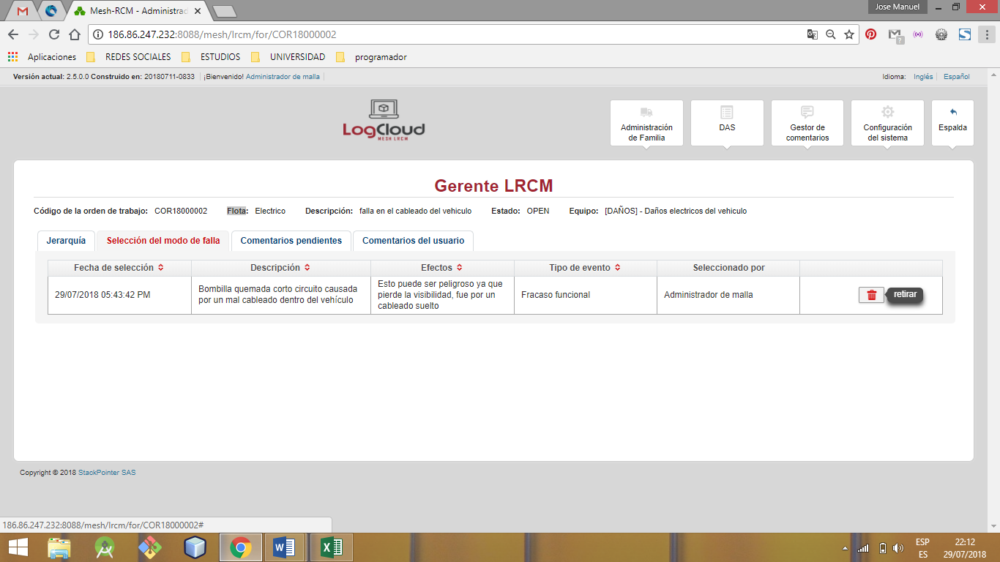 Jose Manuel
Mesh-RCM - Administrad
186.86.247.232:8088/mesh/lrcm/for/COR18000002
Aplicaciones REDES SOCIALES ESTUDIOS UNIVERSIDAD programador
Versión actual: 2.5.0.0 Construido en: 20180711-0833 ¡Bienvenido! Administrador de malla Idioma: Inglés Español
LogCloud
MESH LRCM
Administración de Familia
DAS
Gestor de comentarios
Configuración del sistema
Espalda
Gerente LRCM
Código de la orden de trabajo: COR18000002 Flota: Electrico Descripción: falla en el cableado del vehiculo Estado: OPEN Equipo: [DAÑOS] - Daños electricos del vehiculo
Jerarquía Selección del modo de falla Comentarios pendientes Comentarios del usuario
Fecha de selección Descripción Efectos Tipo de evento Seleccionado por
29/07/2018 05:43:42 PM
Bombilla quemada corto circuito causada
por un mal cableado dentro del vehículo
Esto puede ser peligroso ya que
pierde la visibilidad, fue por un
cableado suelto
Fracaso funcional
Administrador de malla
retirar
Copyright © 2018 StackPointer SAS
186.86.247.232:8088/mesh/lrcm/for/COR18000002#
ESP
ES
22:12
29/07/2018